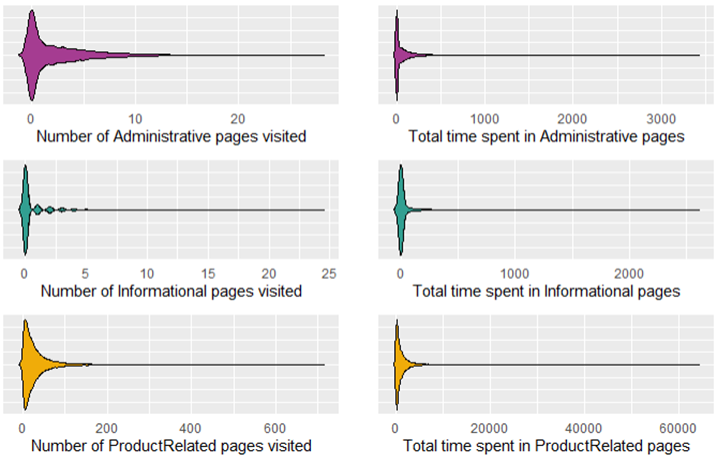 0 10 20
Number of Administrative pages visited
0 1000 2000 3000
Total time spent in Administrative pages
0 5 10 15 20 25
Number of Informational pages visited
0 1000 2000
Total time spent in Informational pages
0 200 400 600
Number of ProductRelated pages visited
0 20000 40000 60000
Total time spent in ProductRelated pages